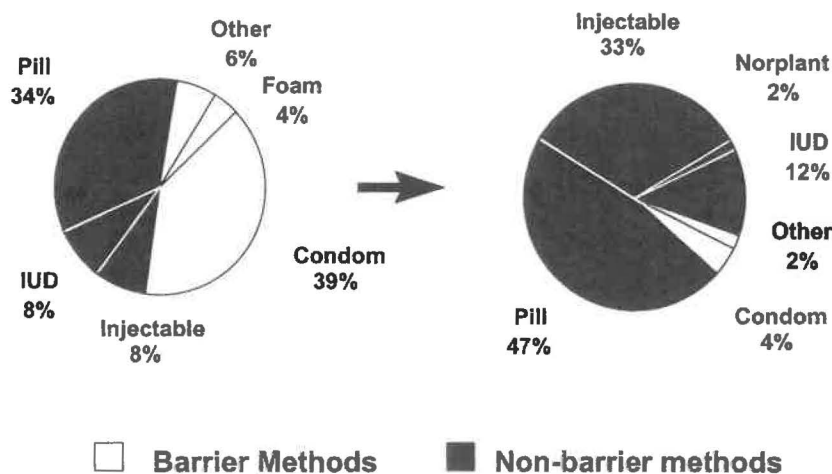 Other
6%
Foam
4%
Pill
34%
Condom
39%
IUD
8%
Injectable
8%
Injectable
33%
Norplant
2%
IUD
12%
Other
2%
Condom
4%
Pill
47%
Barrier Methods
Non-barrier methods